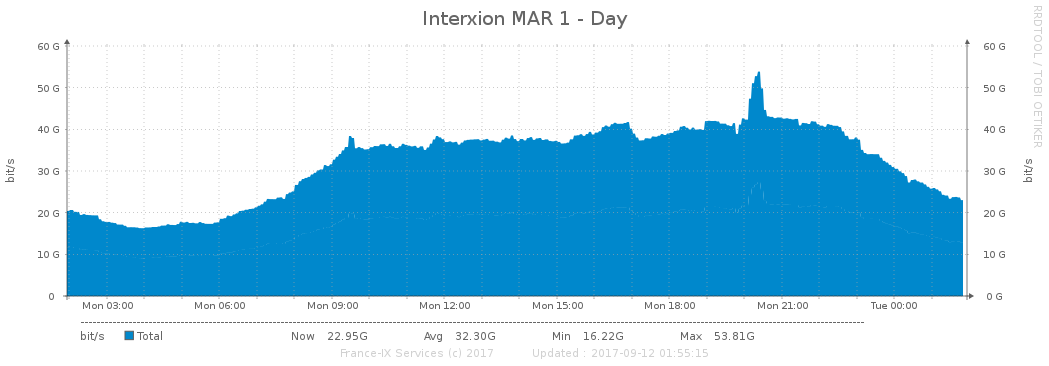 Interxion MAR 1 - Day
RRDTOOL / TOBI OETIKER
bit/s
60 G
50 G
40 G
30 G
20 G
10 G
0
60 G
50 G
40 G
30 G
20 G
10 G
0 G
bit/s
Mon 03:00 Mon 06:00 Mon 09:00 Mon 12:00 Mon 15:00 Mon 18:00 Mon 21:00 Tue 00:00
bit/s Total Now 22.95G Avg 32.30G Min 16.22G Max 53.81G
France-IX Services (c) 2017 Updated : 2017-09-12 01:55:15